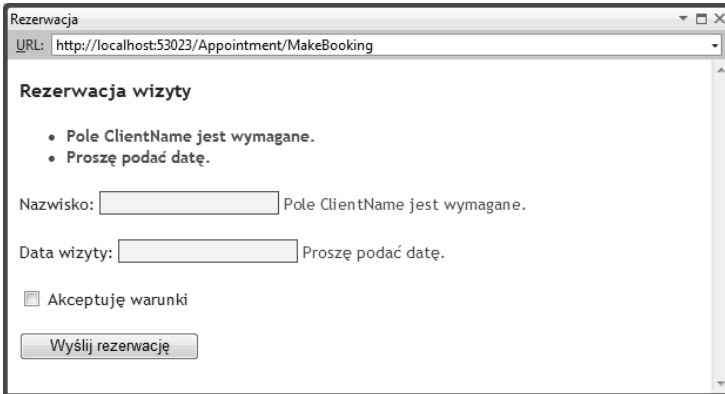 Rezerwacja
URL: http://localhost:53023/Appointment/MakeBooking
Rezerwacja wizyty
• Pole ClientName jest wymagane.
• Proszę podać datę.
Nazwisko: Pole ClientName jest wymagane.
Data wizyty: Proszę podać datę.
Akceptuję warunki
Wyślij rezerwację